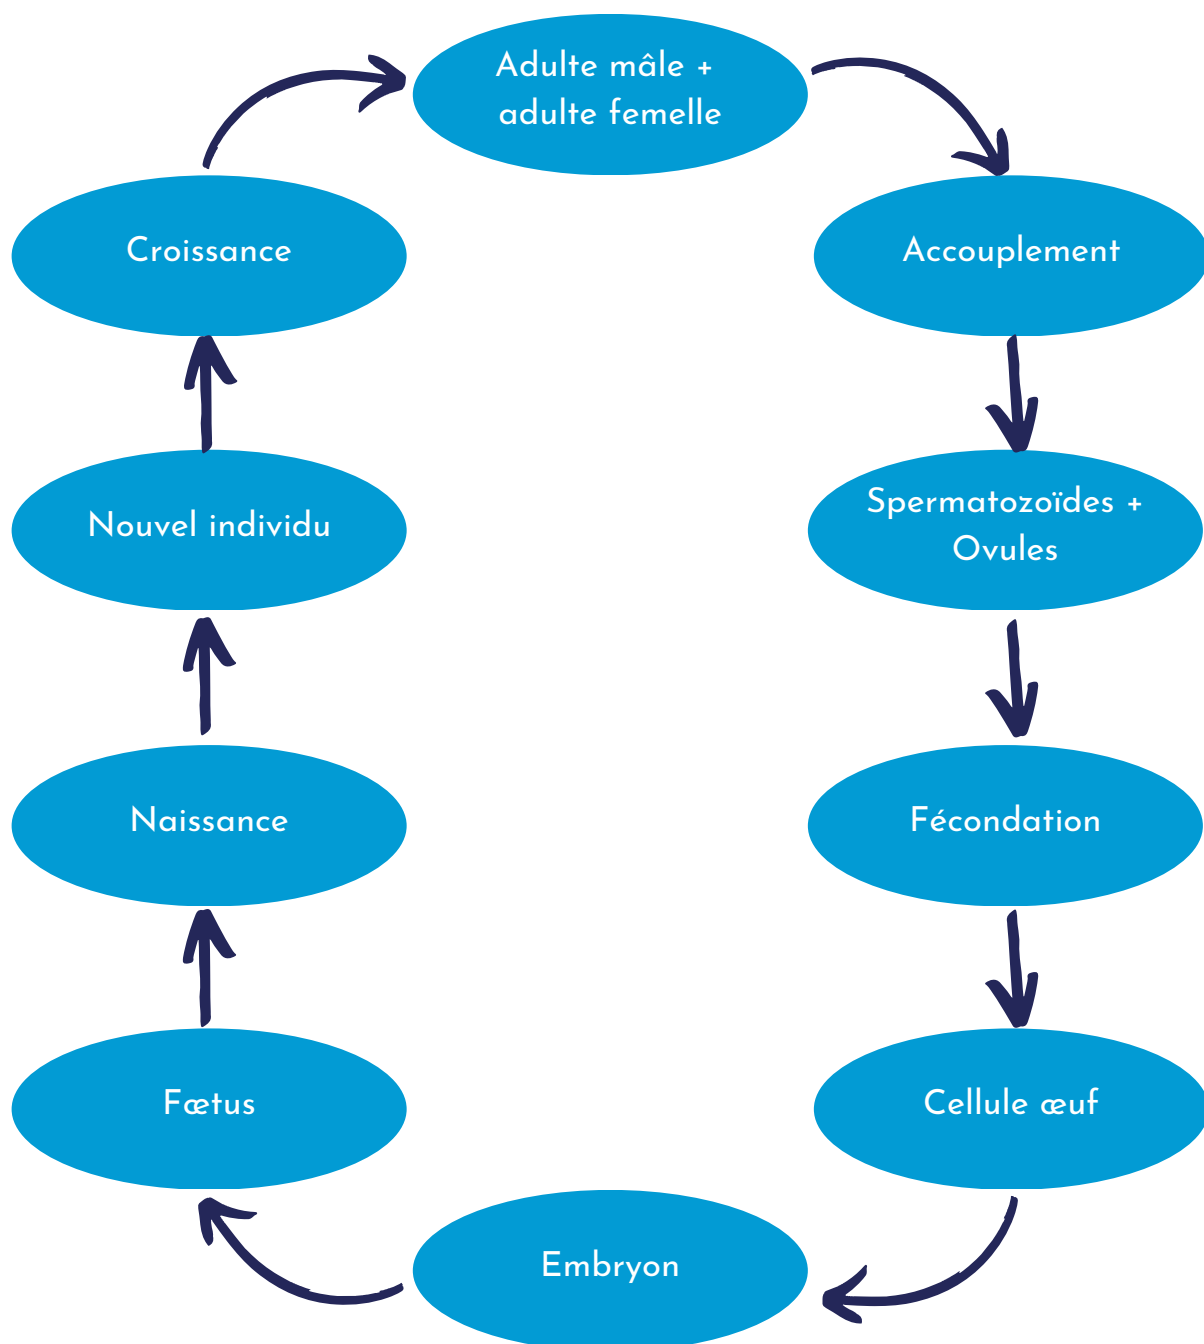 Adulte mâle +
adulte femelle
Accouplement
Spermatozoïdes +
Ovules
Fécondation
Cellule œuf
Embryon
Fœtus
Naissance
Nouvel individu
Croissance